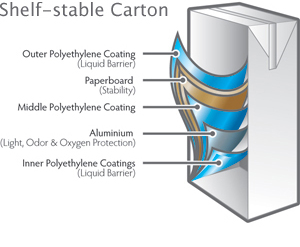 Shelf-stable Carton
Outer Polyethylene Coating
(Liquid Barrier)
Paperboard
(Stability)
Middle Polyethylene Coating
Aluminium
(Light, Odor & Oxygen Protection)
Inner Polyethylene Coatings
(Liquid Barrier)